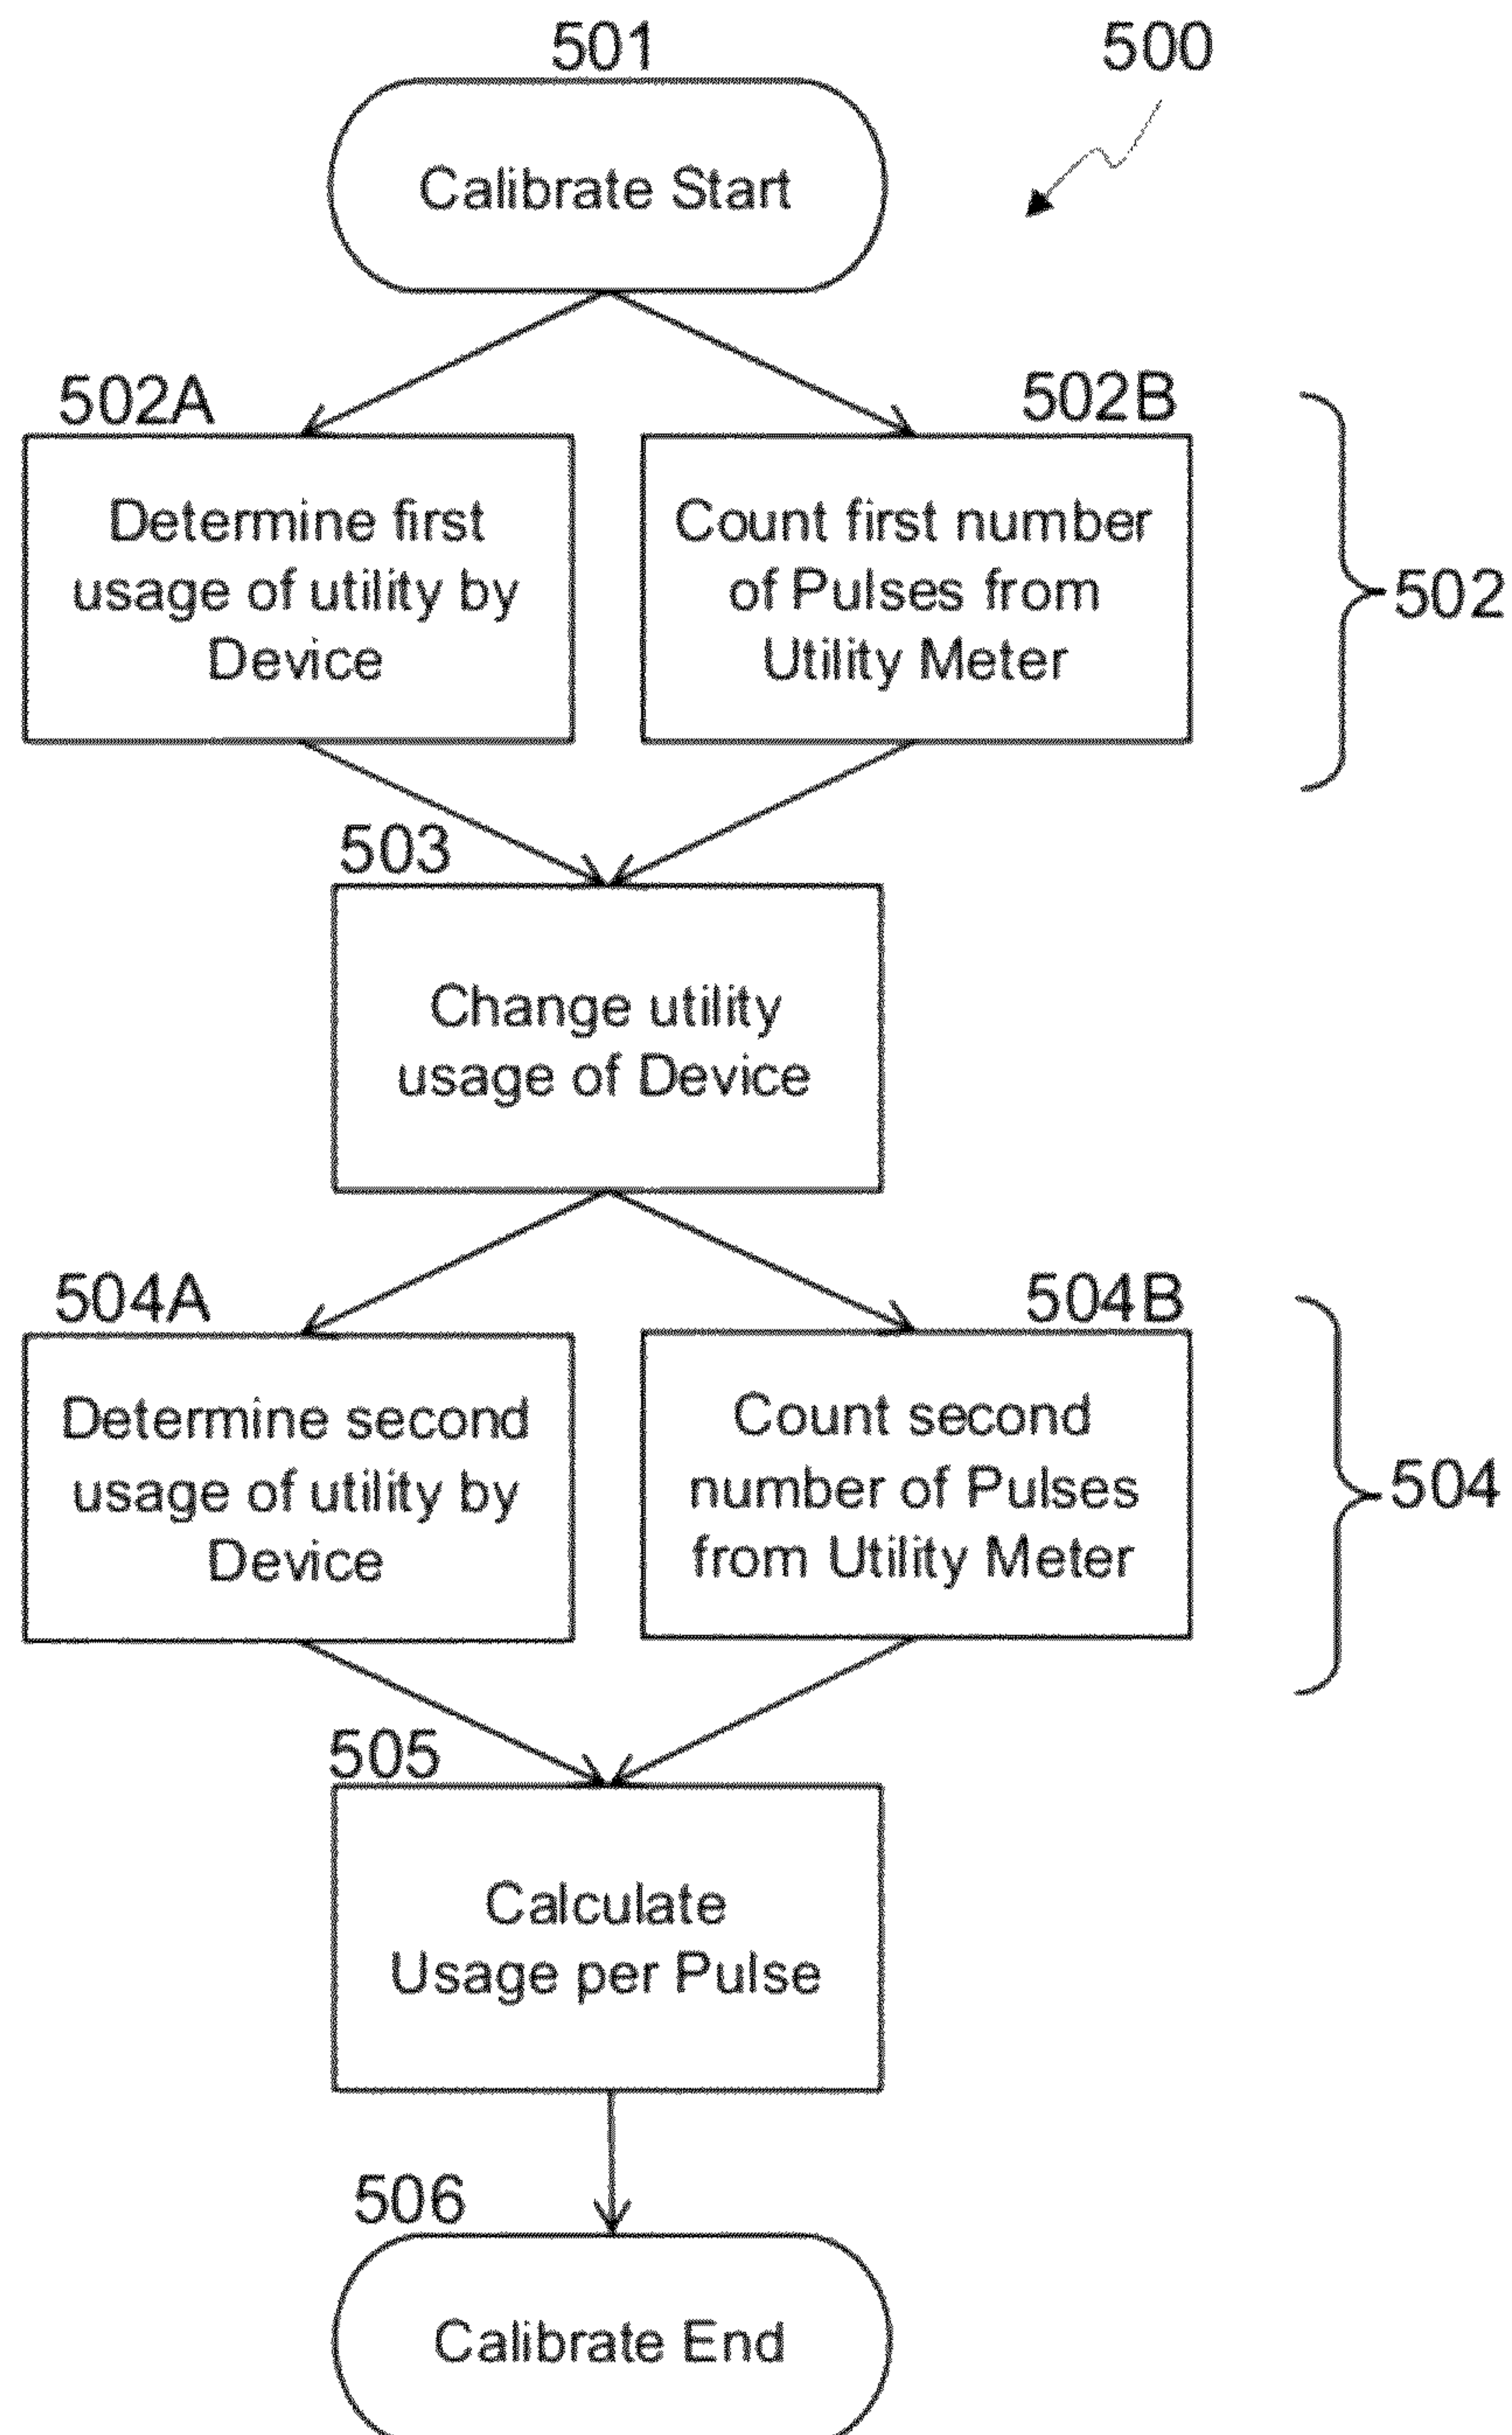 501
500
Calibrate Start
502A
502B
Determine first
usage of utility by
Device
Count first number
of Pulses from
Utility Meter
502
503
Change utility
usage of Device
504A
504B
Determine second
usage of utility by
Device
Count second
number of Pulses
from Utility Meter
504
505
Calculate
Usage per Pulse
506
Calibrate End